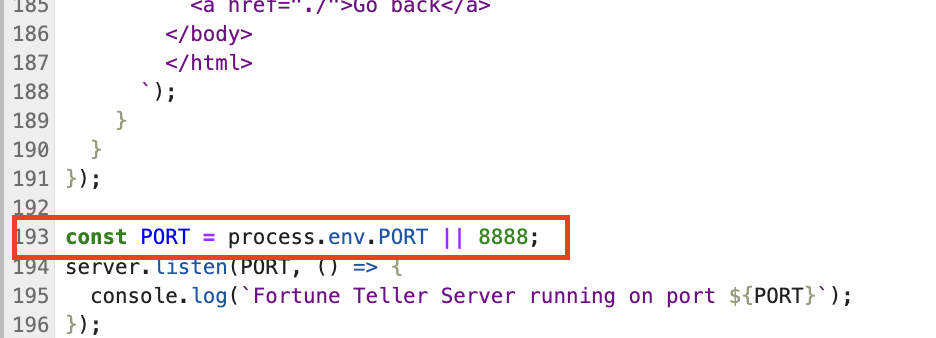 185 <a href="./">Go back</a>
186 </body>
187 </html>
188 `);
189 }
190 }
191 });
192
193 const PORT = process.env.PORT || 8888;
194 server.listen(PORT, () => {
195 console.log(`Fortune Teller Server running on port ${PORT}`);
196 });